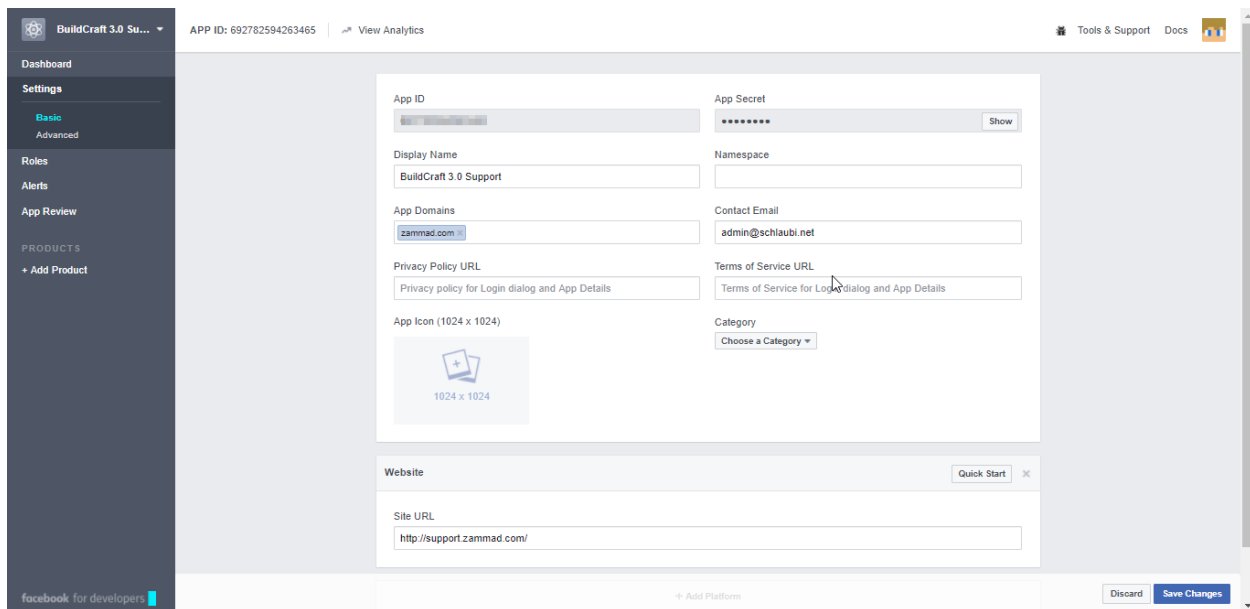 BuildCraft 3.0 Su...
APP ID: 692782594263465
View Analytics
Tools & Support
Docs
Dashboard
Settings
Basic
Advanced
Roles
Alerts
App Review
PRODUCTS
+ Add Product
App ID
App Secret
••••••••
Show
Display Name
Namespace
BuildCraft 3.0 Support
App Domains
Contact Email
zammad.com ×
admin@schlaubi.net
Privacy Policy URL
Terms of Service URL
Privacy policy for Login dialog and App Details
Terms of Service for Login dialog and App Details
App Icon (1024 x 1024)
Category
Choose a Category
1024 x 1024
Website
Quick Start
Site URL
http://support.zammad.com/
+ Add Platform
facebook for developers
Discard
Save Changes